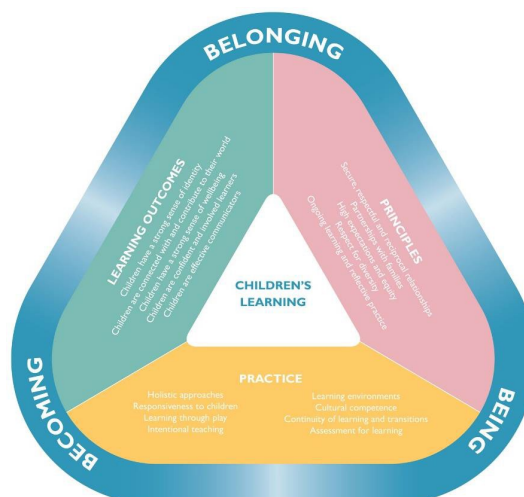 BELONGING
LEARNING OUTCOMES
Children have a strong sense of identity
Children are connected with and contribute to their world
Children have a strong sense of wellbeing
Children are confident and involved learners
Children are effective communicators
PRINCIPLES
Secure, respectful and reciprocal relationships
Partnerships with families
High expectations and equity
Respect for diversity
Ongoing learning and reflective practice
CHILDREN'S
LEARNING
PRACTICE
Holistic approaches
Responsiveness to children
Learning through play
Intentional teaching
Learning environments
Cultural competence
Continuity of learning and transitions
Assessment for learning
BECOMING
BEING